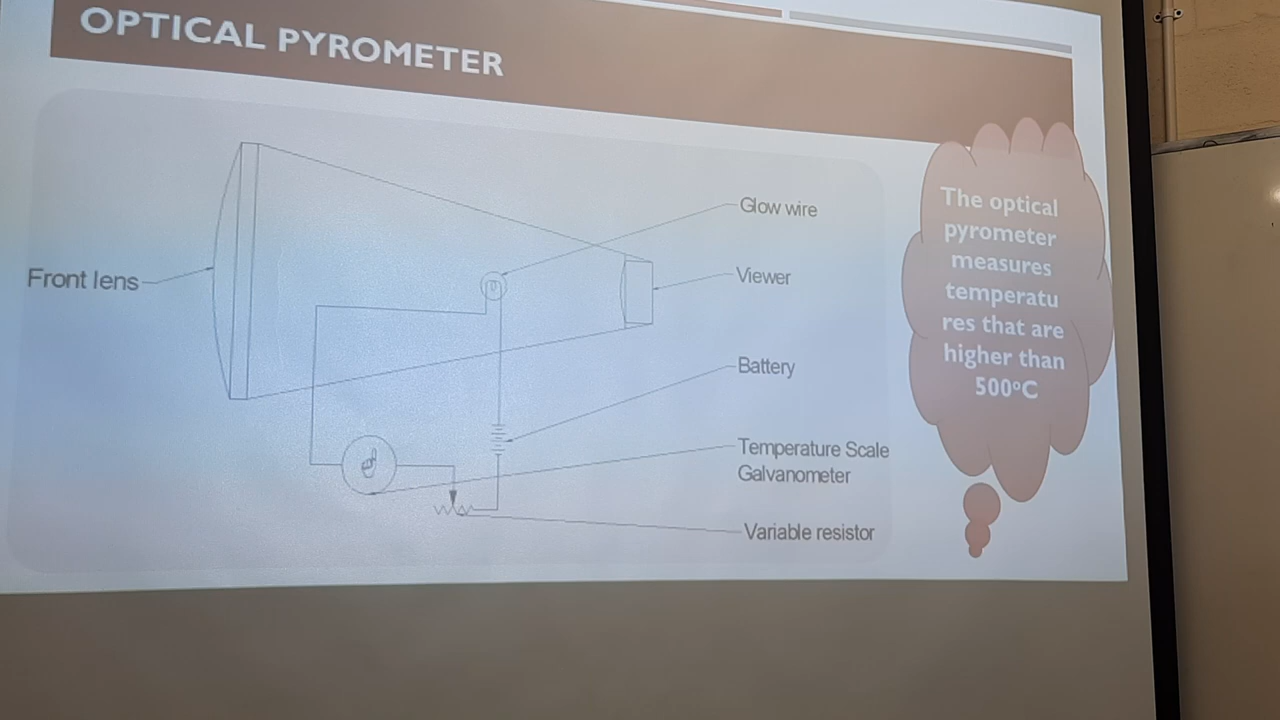 OPTICAL PYROMETER
Front lens
Glow wire
Viewer
Battery
Temperature Scale
Galvanometer
Variable resistor
The optical
pyrometer
measures
temperatu
res that are
higher than
500°C